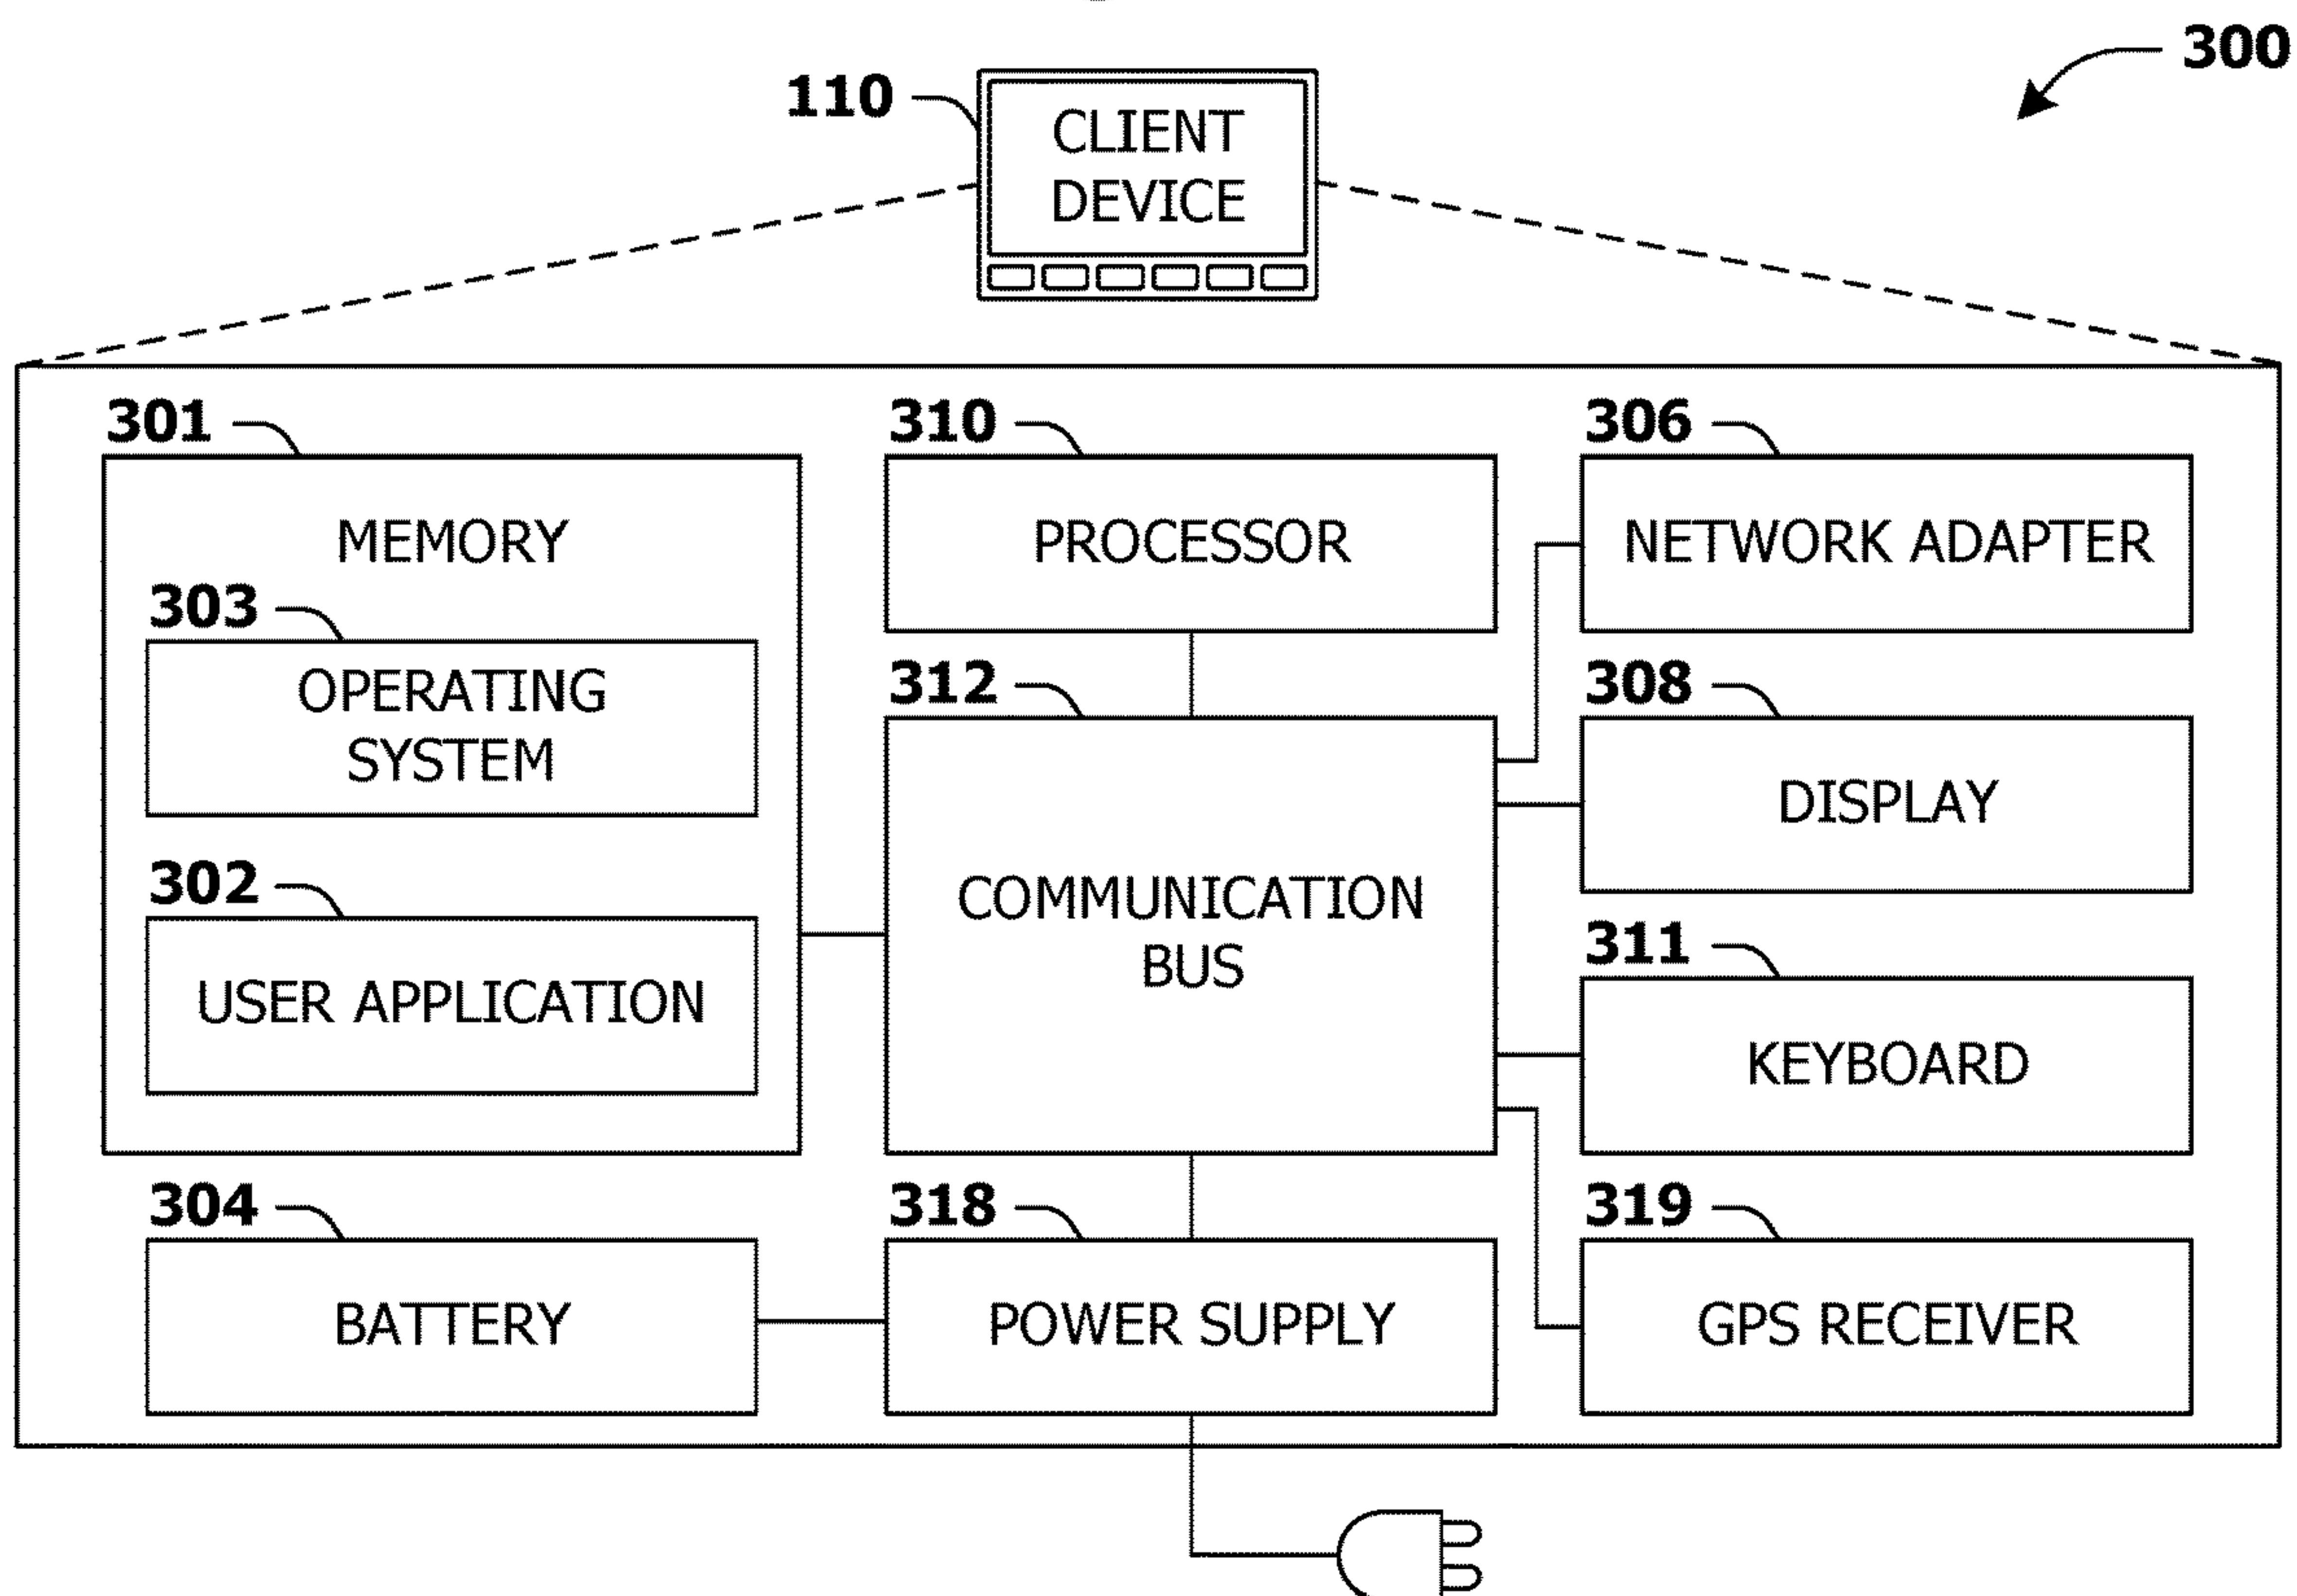 300
110
CLIENT
DEVICE
301
310
306
MEMORY
PROCESSOR
NETWORK ADAPTER
303
OPERATING
SYSTEM
312
308
DISPLAY
302
USER APPLICATION
COMMUNICATION
BUS
311
KEYBOARD
304
318
319
BATTERY
POWER SUPPLY
GPS RECEIVER